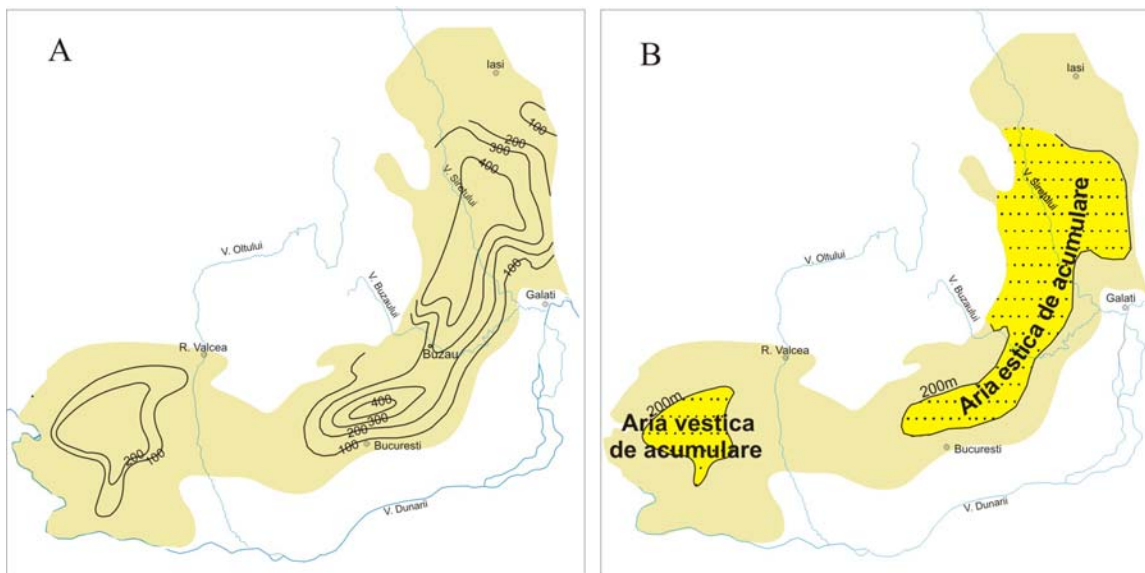 A
Iasi
100
200
300
400
V. Siretului
V. Oltului
100
V. Buzaului
Galati
R. Valcea
Buzau
400
300
200
100
Bucuresti
200
100
V. Dunarii
B
Iasi
V. Siretului
V. Oltului
V. Buzaului
Galati
Aria estica de acumulare
R. Valcea
200m
200m
Aria vestica
de acumulare
Bucuresti
V. Dunarii